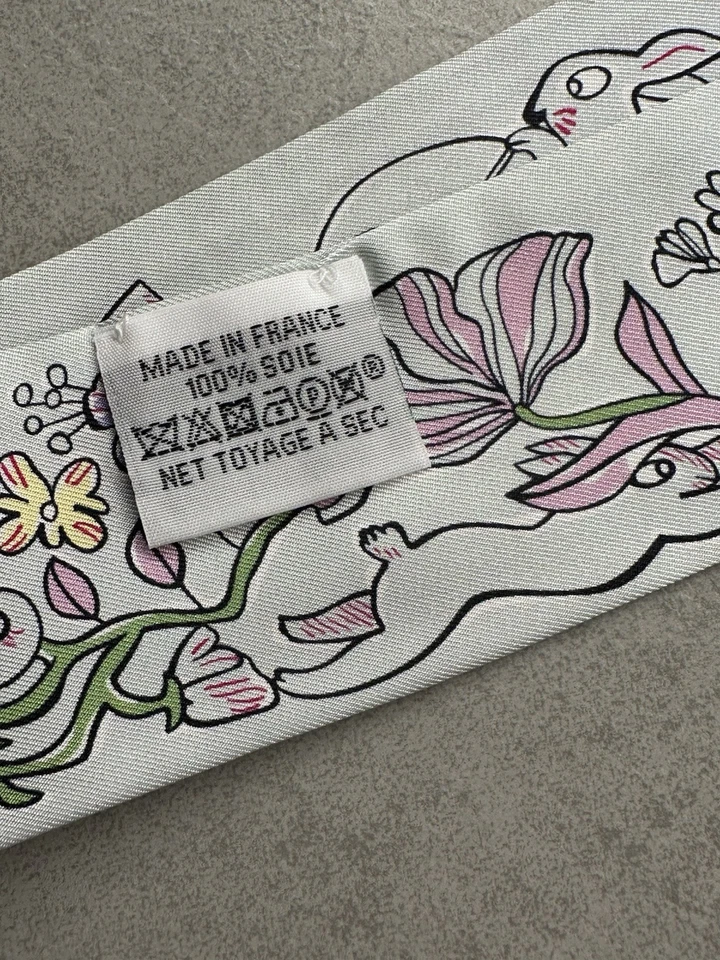 MADE IN FRANCE
100% SOIE
®
NET TOYAGE A SEC